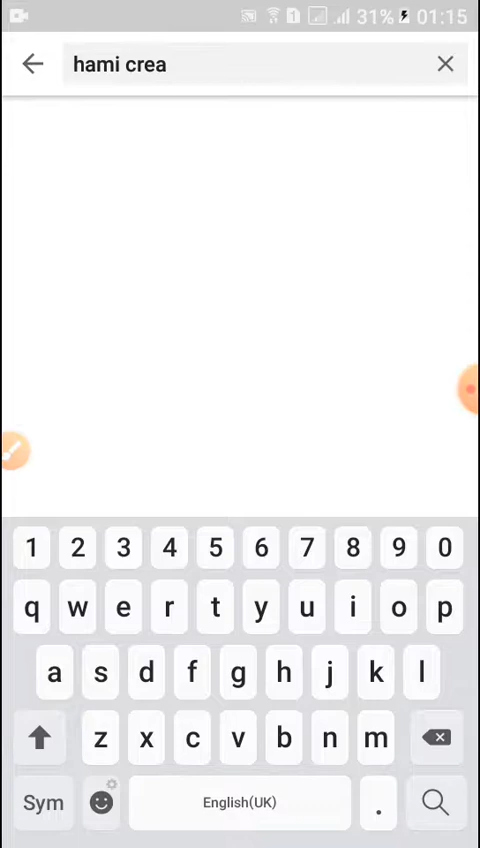 31% 01:15
hami crea
1 2 3 4 5 6 7 8 9 0
q w e r t y u i o p
a s d f g h j k l
z x c v b n m
Sym English(UK) .